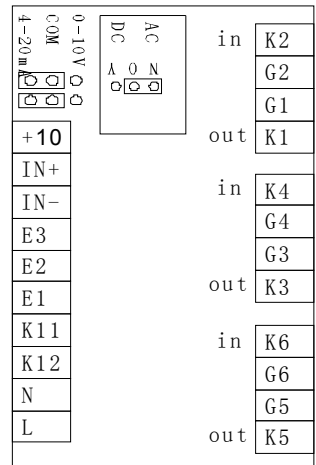 4-20mA
COM
0-10V
DC
AC
Y O N
+10
IN+
IN-
E3
E2
E1
K11
K12
N
L
in K2
G2
G1
out K1
in K4
G4
G3
out K3
in K6
G6
G5
out K5